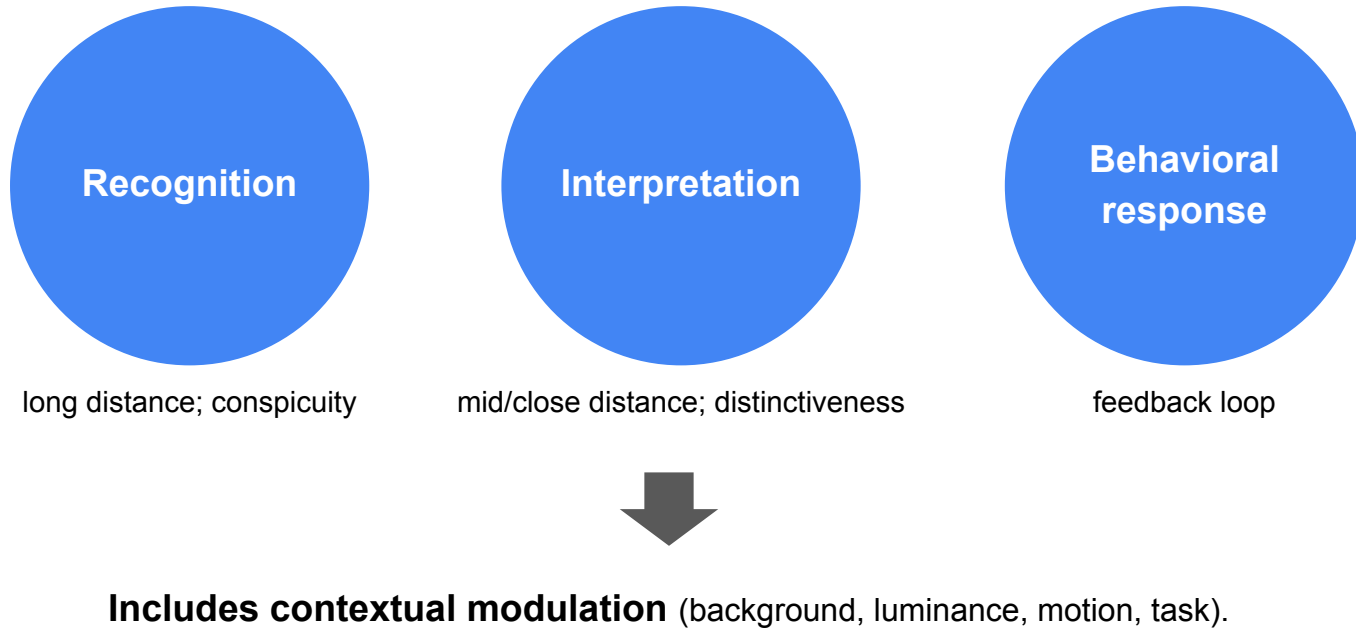 Recognition
Interpretation
Behavioral
response
long distance; conspicuity
mid/close distance; distinctiveness
feedback loop
Includes contextual modulation (background, luminance, motion, task).